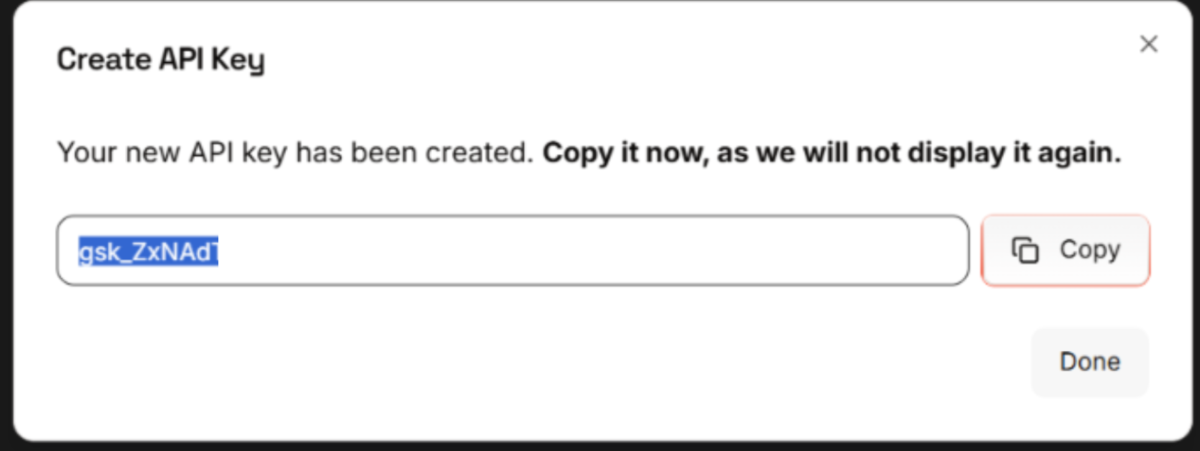 Create API Key
Your new API key has been created. Copy it now, as we will not display it again.
gsk_ZxNAdT
Copy
Done